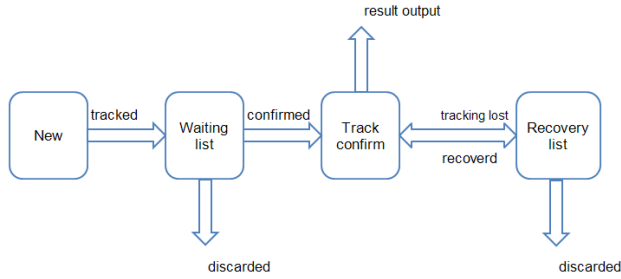 result output
New
tracked
Waiting
list
confirmed
Track
confirm
tracking lost
recoverd
Recovery
list
discarded
discarded